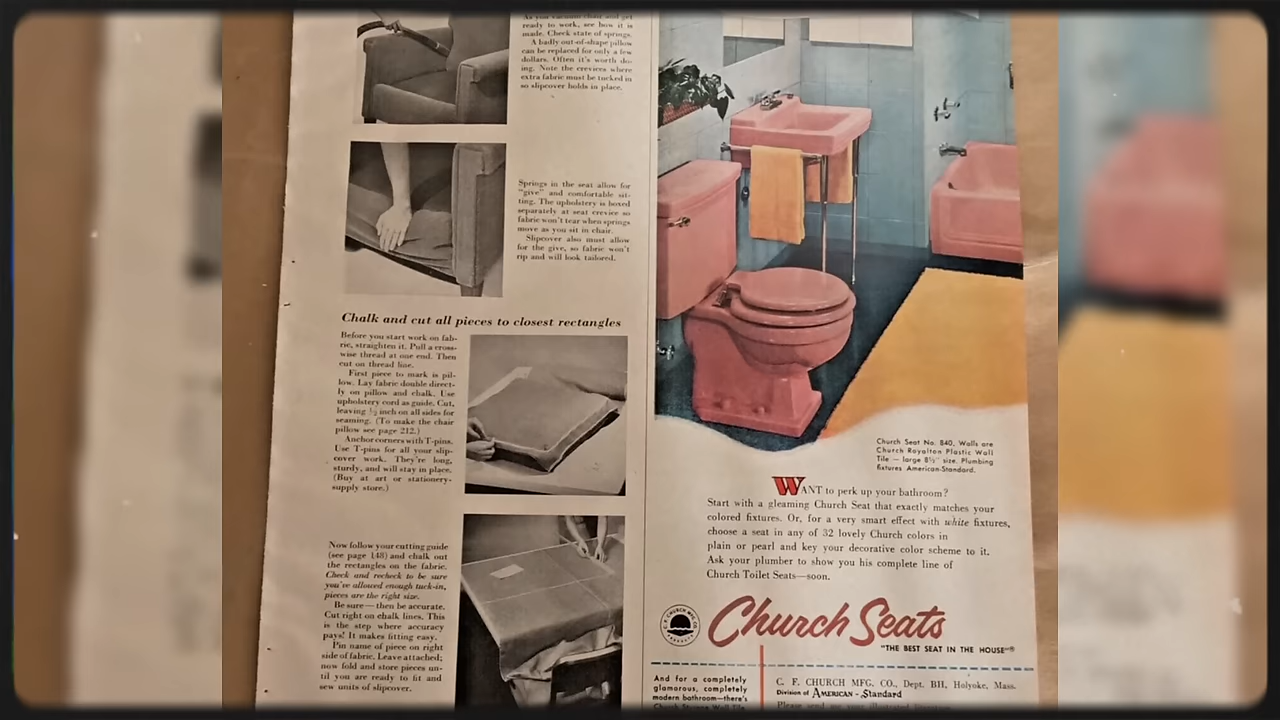 As you vacuum chair and get
ready to work, see how it is
made. Check state of springs.
A badly out-of-shape pillow
can be replaced for only a few
dollars. Often it's worth do-
ing. Note the crevices where
extra fabric must be tucked in
so slipcover holds in place.
Springs in the seat allow for
"give" and comfortable sit-
ting. The upholstery is boxed
separately at seat crevice so
fabric won't tear when springs
move as you sit in chair.
Slipcover also must allow
for the give, so fabric won't
rip and will look tailored.
Chalk and cut all pieces to closest rectangles
Before you start work on fab-
ric, straighten it. Pull a cross-
wise thread at one end. Then
cut on thread line.
First piece to mark is pil-
low. Lay fabric double direct-
ly on pillow and chalk. Use
upholstery cord as guide. Cut,
leaving ½ inch on all sides for
seaming. (To make the chair
pillow see page 212.)
Anchor corners with T-pins.
Use T-pins for all your slip-
cover work. They're long,
sturdy, and will stay in place.
(Buy at art or stationery-
supply store.)
Now follow your cutting guide
(see page 148) and chalk out
the rectangles on the fabric.
Check and recheck to be sure
you've allowed enough tuck-in,
pieces are the right size.
Be sure—then be accurate.
Cut right on chalk lines. This
is the step where accuracy
pays! It makes fitting easy.
Pin name of piece on right
side of fabric. Leave attached;
now fold and store pieces un-
til you are ready to fit and
sew units of slipcover.
Church Seat No. 840. Walls are
Church Royalton Plastic Wall
Tile — large 8½" size. Plumbing
fixtures American-Standard.
WANT to perk up your bathroom?
Start with a gleaming Church Seat that exactly matches your
colored fixtures. Or, for a very smart effect with white fixtures,
choose a seat in any of 32 lovely Church colors in
plain or pearl and key your decorative color scheme to it.
Ask your plumber to show you his complete line of
Church Toilet Seats—soon.
C. F. CHURCH MFG. CO.
PRODUCTS
Church Seats
"THE BEST SEAT IN THE HOUSE"®
And for a completely
glamorous, completely
modern bathroom—there's
C. F. CHURCH MFG. CO., Dept. BH, Holyoke, Mass.
Division of AMERICAN-Standard
Please send me your illustrated